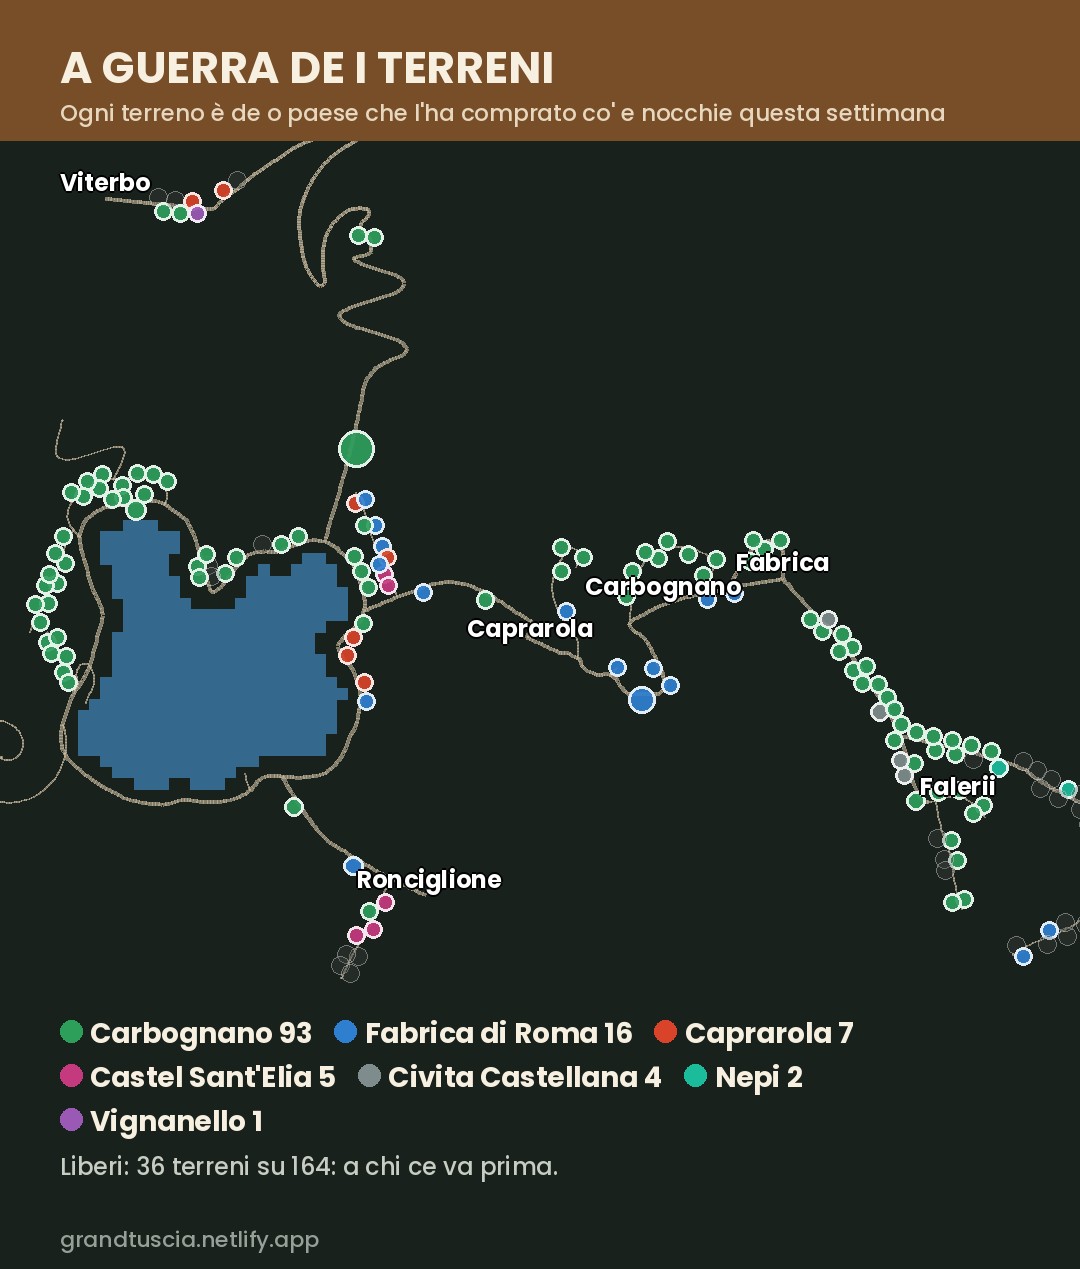 A GUERRA DE I TERRENI
Ogni terreno è de o paese che l'ha comprato co' e nocchie questa settimana
Viterbo
Fabrica
Carbognano
Caprarola
Falerii
Ronciglione
Carbognano 93 Fabrica di Roma 16 Caprarola 7
Castel Sant'Elia 5 Civita Castellana 4 Nepi 2
Vignanello 1
Liberi: 36 terreni su 164: a chi ce va prima.
grandtuscia.netlify.app